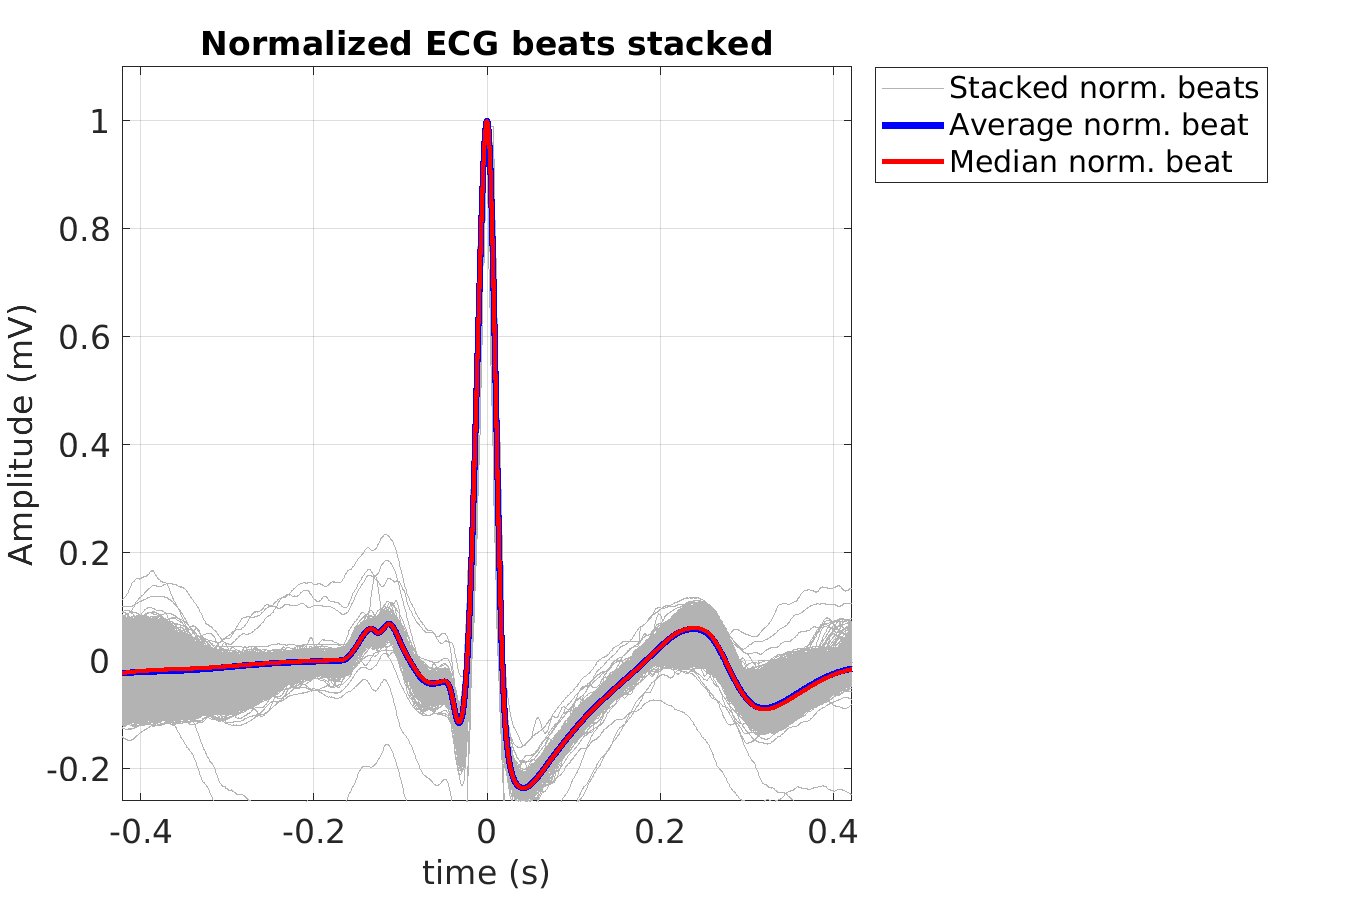 Normalized ECG beats stacked
Stacked norm. beats
Average norm. beat
Median norm. beat
Amplitude (mV)
1
0.8
0.6
0.4
0.2
0
-0.2
-0.4 -0.2 0 0.2 0.4
time (s)